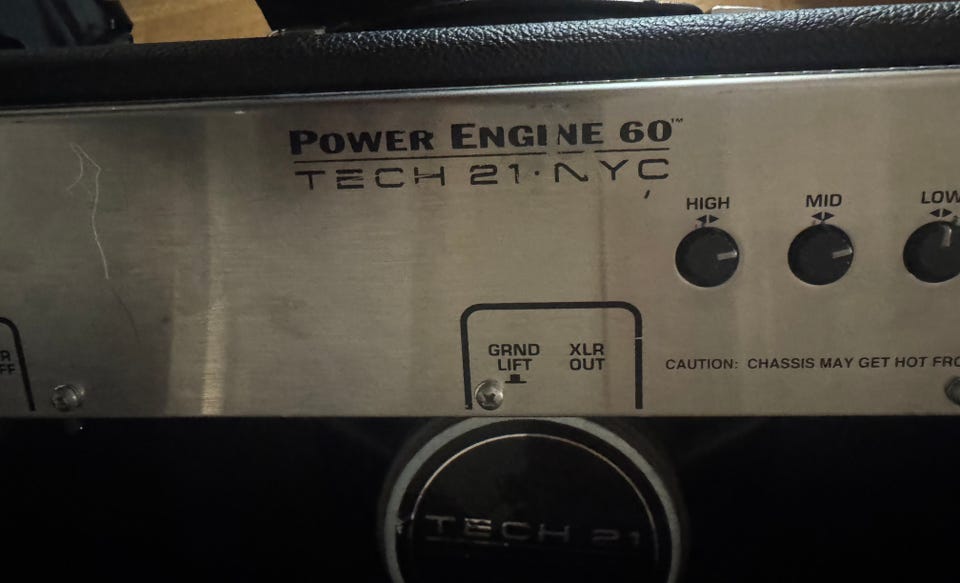 POWER ENGINE 60™
TECH 21·NYC
HIGH
MID
LOW
GRND
LIFT
XLR
OUT
CAUTION: CHASSIS MAY GET HOT
TECH 21